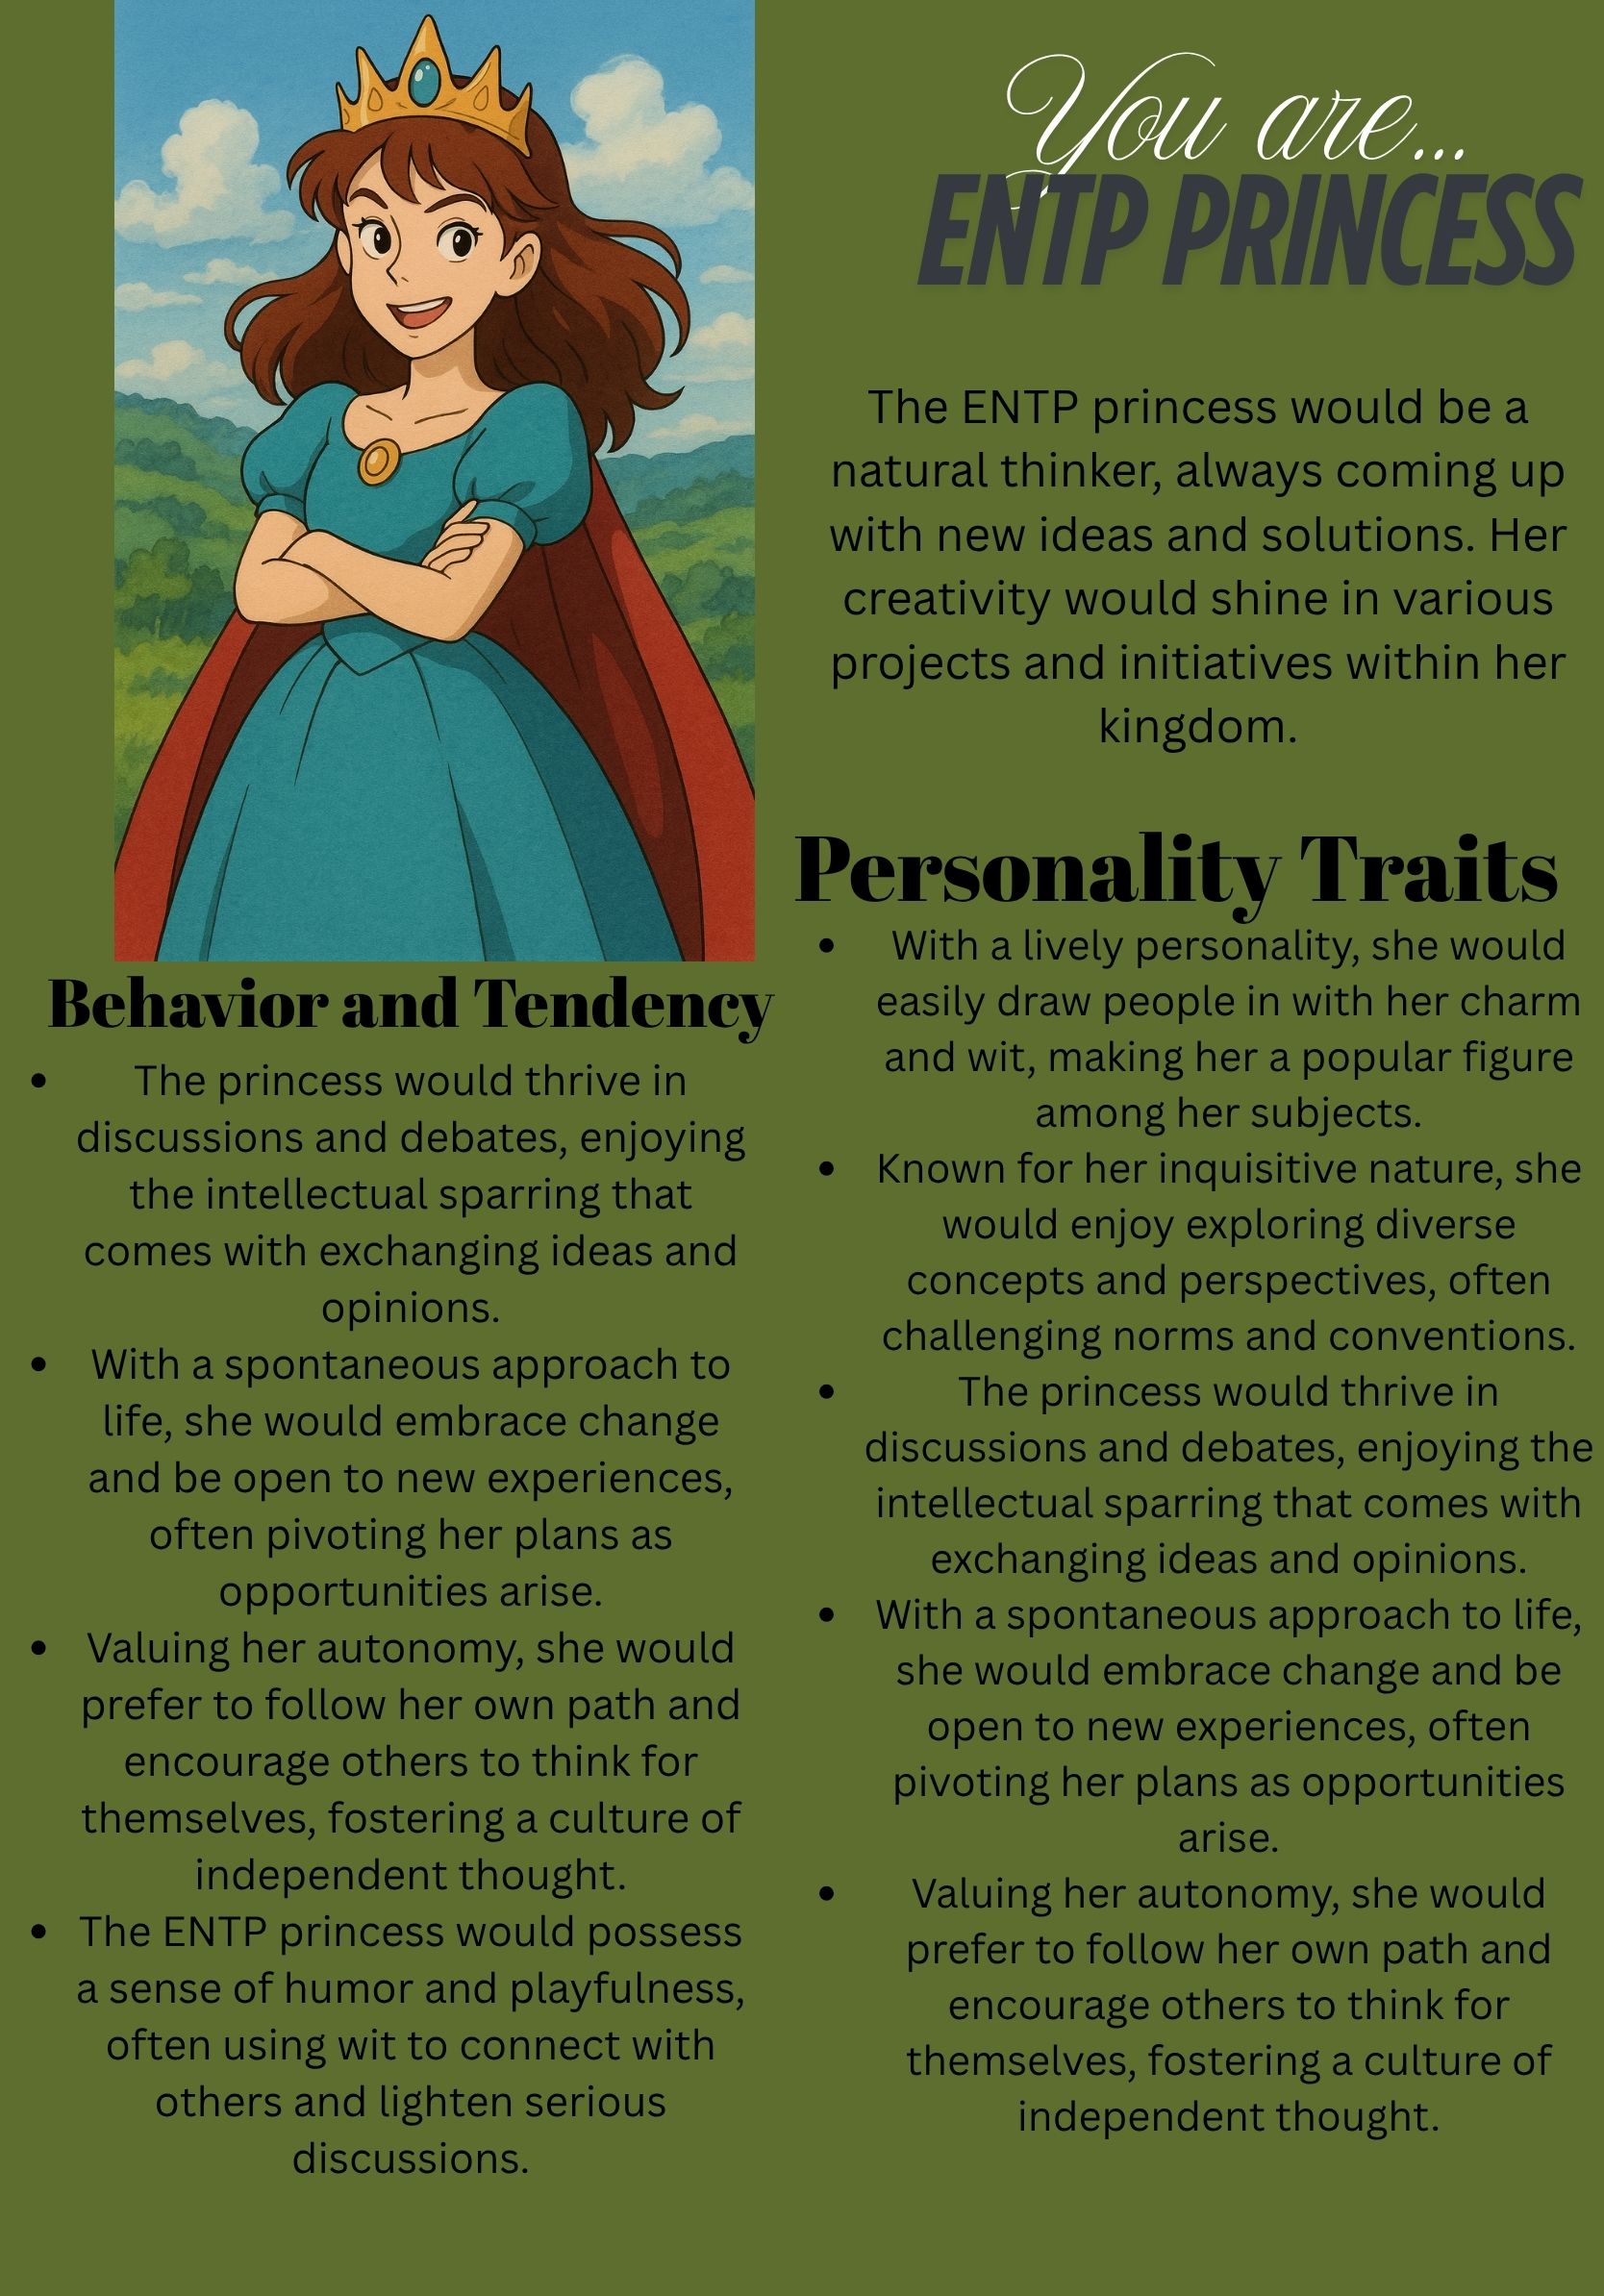 You are...
ENTP PRINCESS
The ENTP princess would be a
natural thinker, always coming up
with new ideas and solutions. Her
creativity would shine in various
projects and initiatives within her
kingdom.
Personality Traits
• With a lively personality, she would
easily draw people in with her charm
and wit, making her a popular figure
among her subjects.
• Known for her inquisitive nature, she
would enjoy exploring diverse
concepts and perspectives, often
challenging norms and conventions.
• The princess would thrive in
discussions and debates, enjoying the
intellectual sparring that comes with
exchanging ideas and opinions.
• With a spontaneous approach to life,
she would embrace change and be
open to new experiences, often
pivoting her plans as opportunities
arise.
• Valuing her autonomy, she would
prefer to follow her own path and
encourage others to think for
themselves, fostering a culture of
independent thought.
Behavior and Tendency
• The princess would thrive in
discussions and debates, enjoying
the intellectual sparring that
comes with exchanging ideas and
opinions.
• With a spontaneous approach to
life, she would embrace change
and be open to new experiences,
often pivoting her plans as
opportunities arise.
• Valuing her autonomy, she would
prefer to follow her own path and
encourage others to think for
themselves, fostering a culture of
independent thought.
• The ENTP princess would possess
a sense of humor and playfulness,
often using wit to connect with
others and lighten serious
discussions.